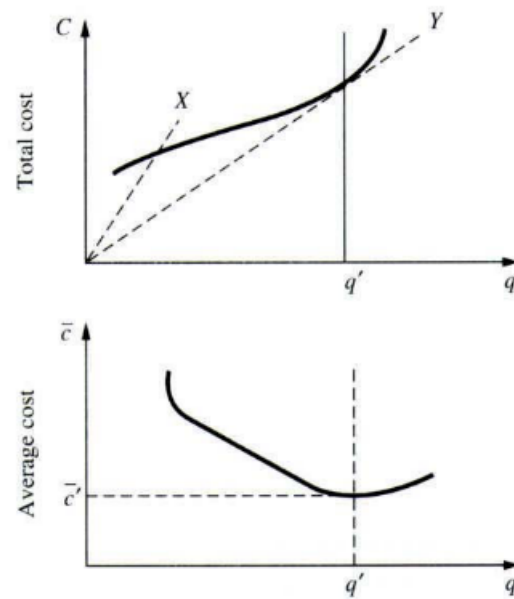 C
Total cost
X
Y
q'
q
c̄
Average cost
c̄'
q'
q